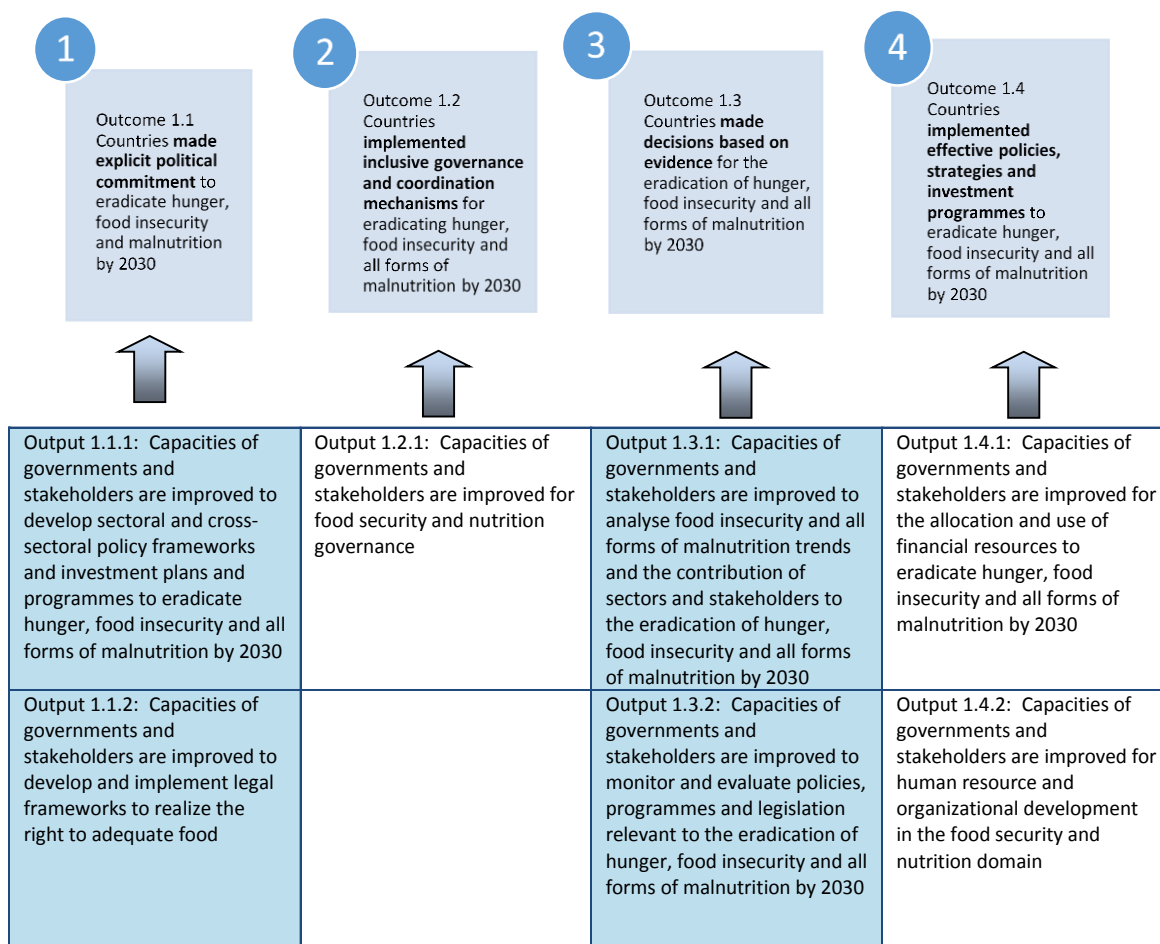 1
Outcome 1.1
Countries made
explicit political
commitment to
eradicate hunger,
food insecurity
and malnutrition
by 2030
2
Outcome 1.2
Countries
implemented
inclusive governance
and coordination
mechanisms for
eradicating hunger,
food insecurity and
all forms of
malnutrition by 2030
3
Outcome 1.3
Countries made
decisions based on
evidence for the
eradication of hunger,
food insecurity and all
forms of malnutrition
by 2030
4
Outcome 1.4
Countries
implemented
effective policies,
strategies and
investment
programmes to
eradicate hunger,
food insecurity and all
forms of malnutrition
by 2030
Output 1.1.1: Capacities of
governments and
stakeholders are improved to
develop sectoral and cross-
sectoral policy frameworks
and investment plans and
programmes to eradicate
hunger, food insecurity and all
forms of malnutrition by 2030
Output 1.2.1: Capacities of
governments and
stakeholders are improved for
food security and nutrition
governance
Output 1.3.1: Capacities of
governments and
stakeholders are improved to
analyse food insecurity and all
forms of malnutrition trends
and the contribution of
sectors and stakeholders to
the eradication of hunger,
food insecurity and all forms
of malnutrition by 2030
Output 1.4.1: Capacities of
governments and
stakeholders are improved for
the allocation and use of
financial resources to
eradicate hunger, food
insecurity and all forms of
malnutrition by 2030
Output 1.1.2: Capacities of
governments and
stakeholders are improved to
develop and implement legal
frameworks to realize the
right to adequate food
Output 1.3.2: Capacities of
governments and
stakeholders are improved to
monitor and evaluate policies,
programmes and legislation
relevant to the eradication of
hunger, food insecurity and all
forms of malnutrition by 2030
Output 1.4.2: Capacities of
governments and
stakeholders are improved for
human resource and
organizational development
in the food security and
nutrition domain